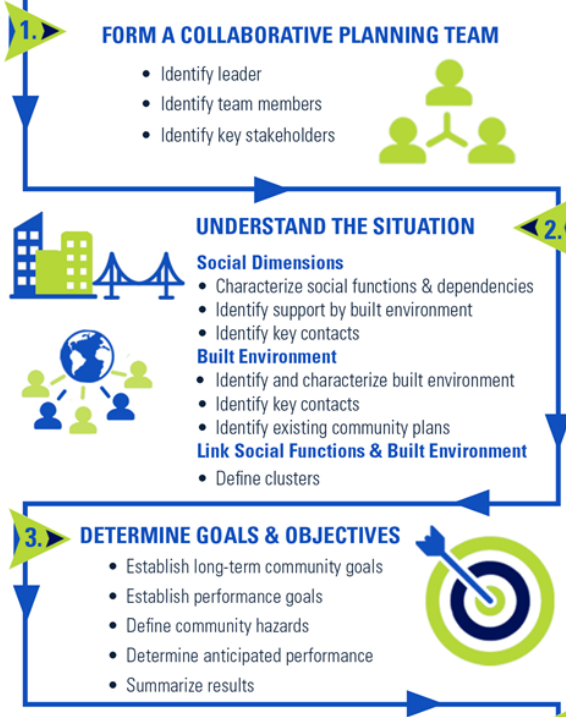 1.
FORM A COLLABORATIVE PLANNING TEAM
• Identify leader
• Identify team members
• Identify key stakeholders
UNDERSTAND THE SITUATION
2.
Social Dimensions
• Characterize social functions & dependencies
• Identify support by built environment
• Identify key contacts
Built Environment
• Identify and characterize built environment
• Identify key contacts
• Identify existing community plans
Link Social Functions & Built Environment
• Define clusters
3.
DETERMINE GOALS & OBJECTIVES
• Establish long-term community goals
• Establish performance goals
• Define community hazards
• Determine anticipated performance
• Summarize results